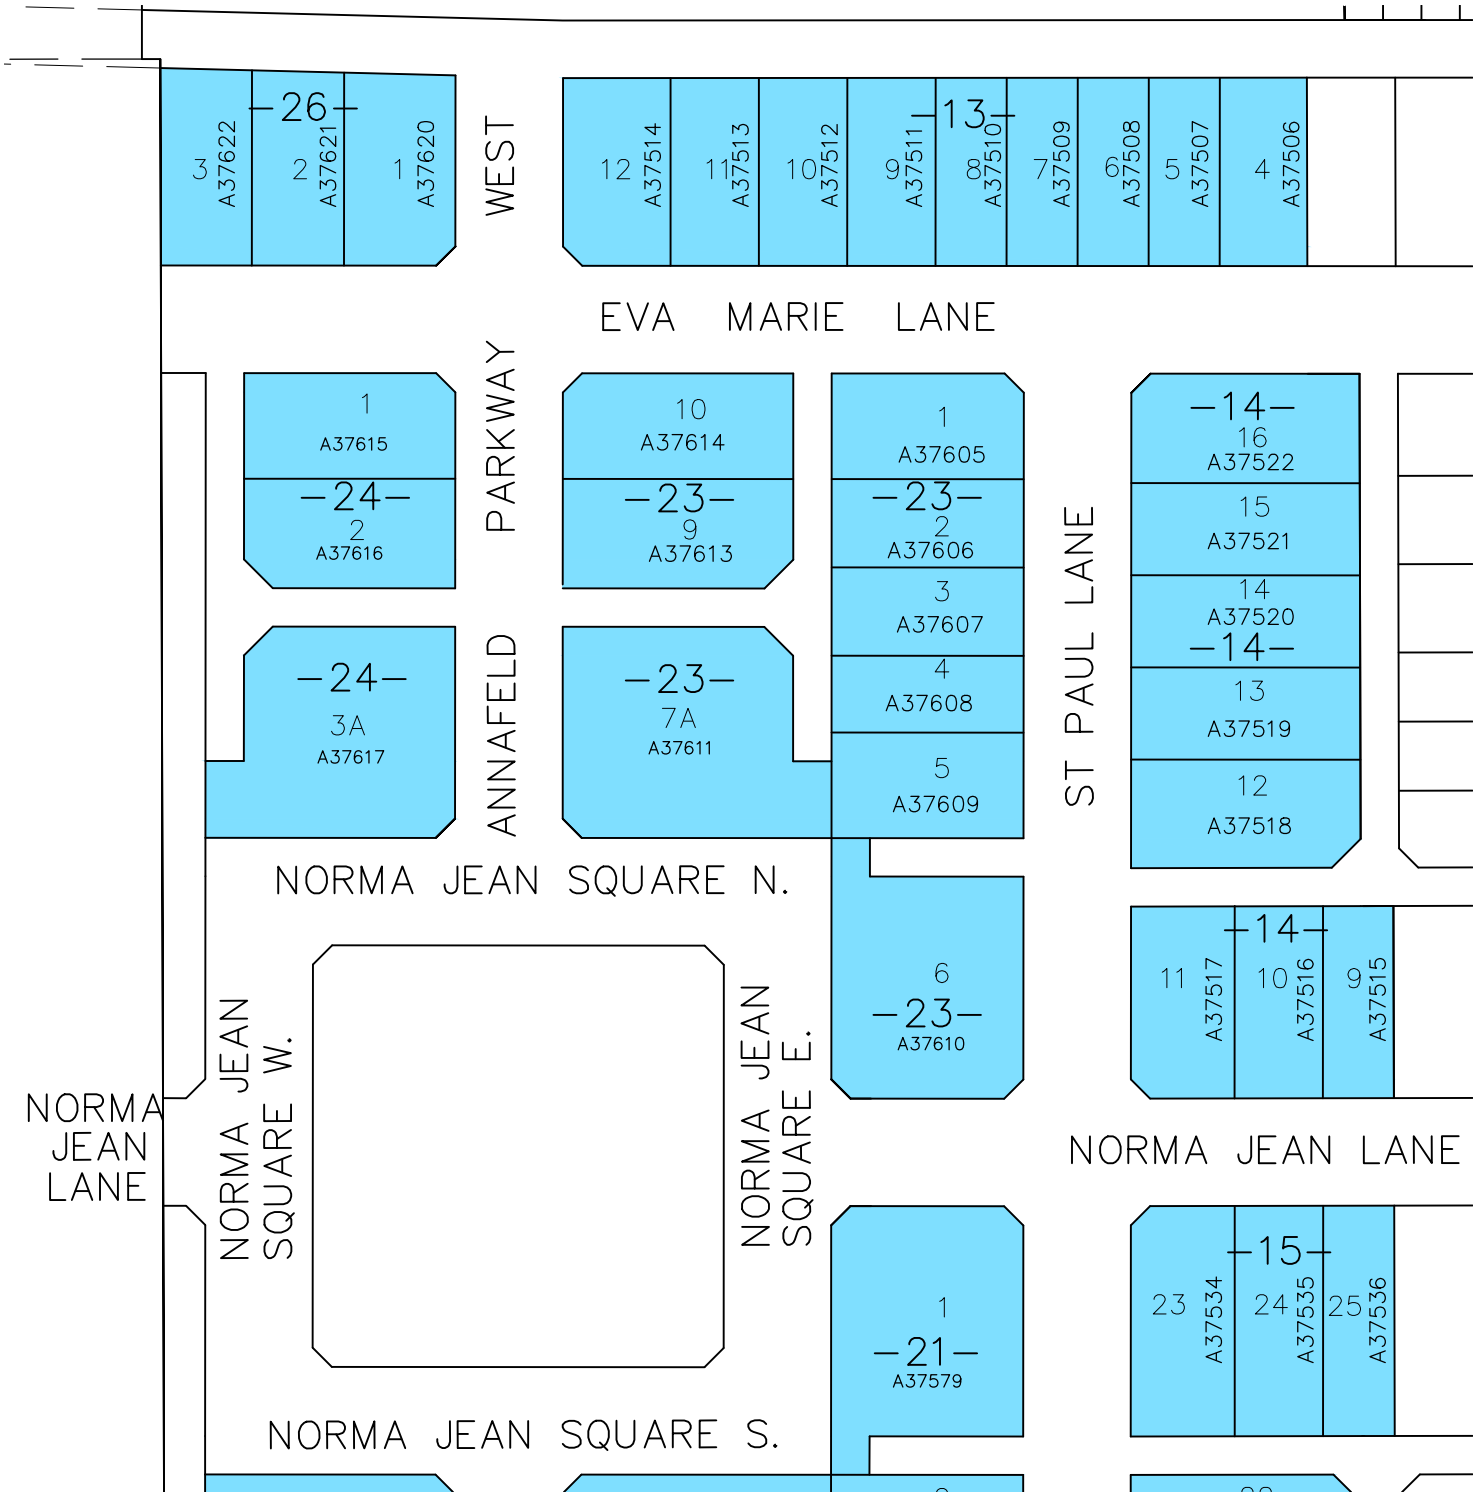 -26-
3
A37622
2
A37621
1
A37620
WEST
-13-
12
A37514
11
A37513
10
A37512
9
A37511
8
A37510
7
A37509
6
A37508
5
A37507
4
A37506
EVA MARIE LANE
ANNAFELD PARKWAY
1
A37615
-24-
2
A37616
10
A37614
-23-
9
A37613
1
A37605
-23-
2
A37606
3
A37607
4
A37608
5
A37609
ST PAUL LANE
-14-
16
A37522
15
A37521
14
A37520
-14-
13
A37519
12
A37518
-24-
3A
A37617
-23-
7A
A37611
NORMA JEAN SQUARE N.
6
-23-
A37610
-14-
11
A37517
10
A37516
9
A37515
NORMA JEAN
SQUARE W.
NORMA JEAN
SQUARE E.
NORMA
JEAN
LANE
NORMA JEAN LANE
1
-21-
A37579
-15-
23
A37534
24
A37535
25
A37536
NORMA JEAN SQUARE S.